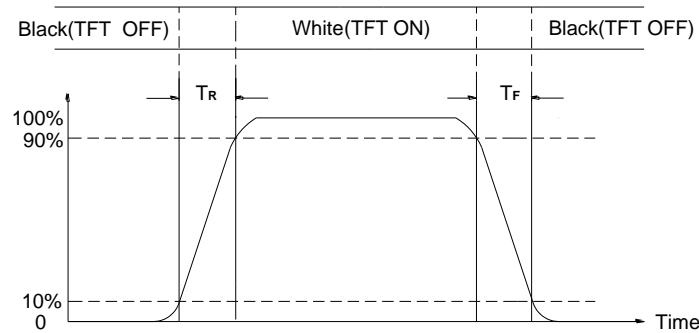 Black(TFT OFF) White(TFT ON) Black(TFT OFF)
TR TF
100%
90%
10%
0
Time